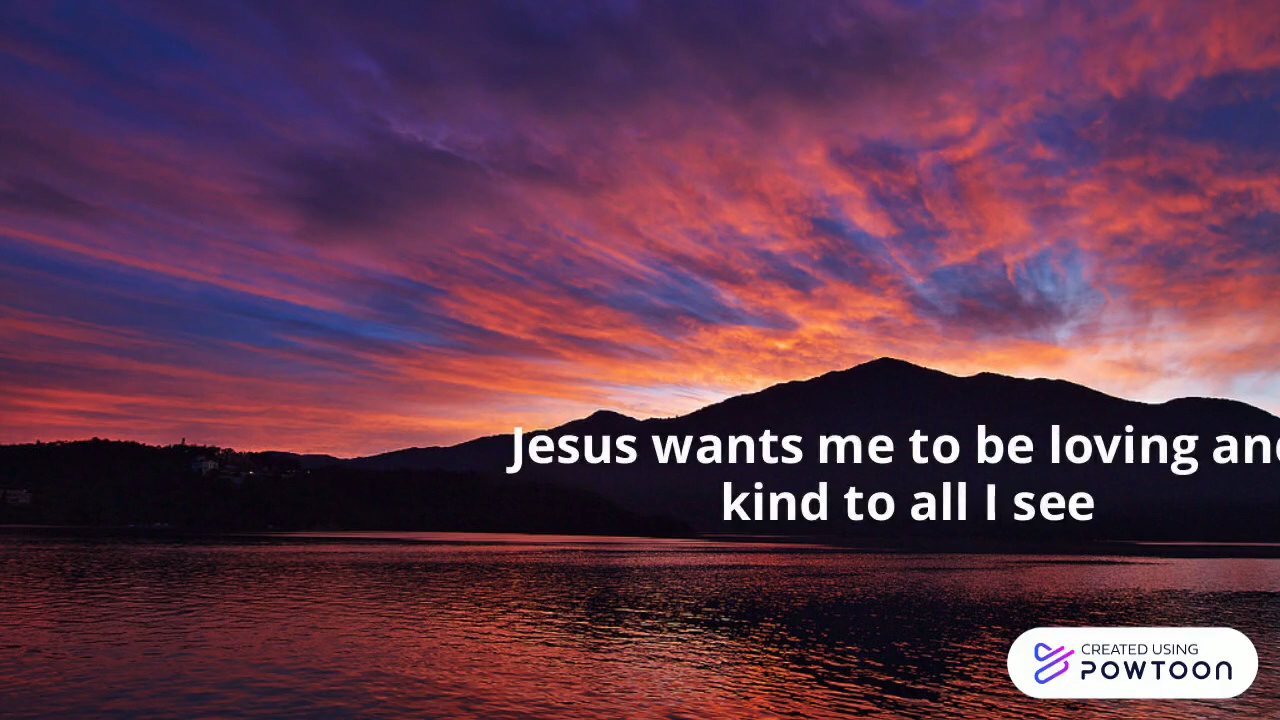 Jesus wants me to be loving an
kind to all I see
CREATED USING
POWTOON